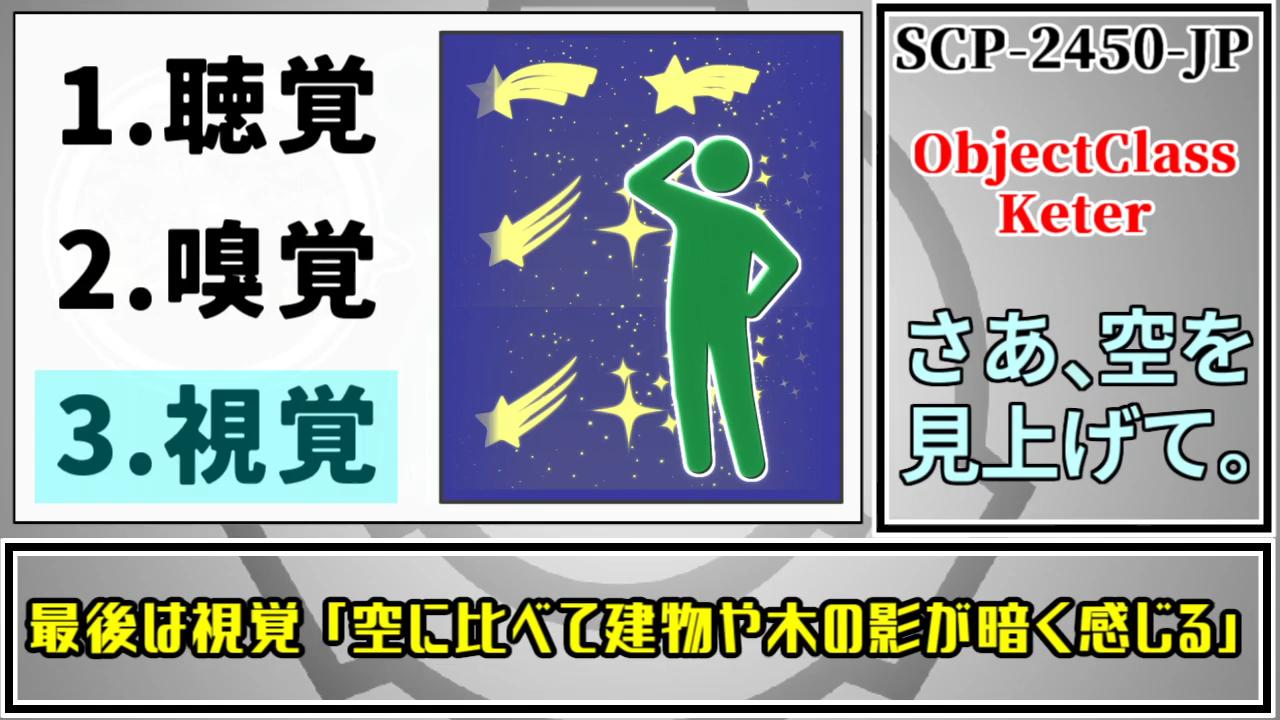 1.聴覚
2.嗅覚
3.視覚
SCP-2450-JP
ObjectClass
Keter
さあ、空を
見上げて。
最後は視覚「空に比べて建物や木の影が暗く感じる」